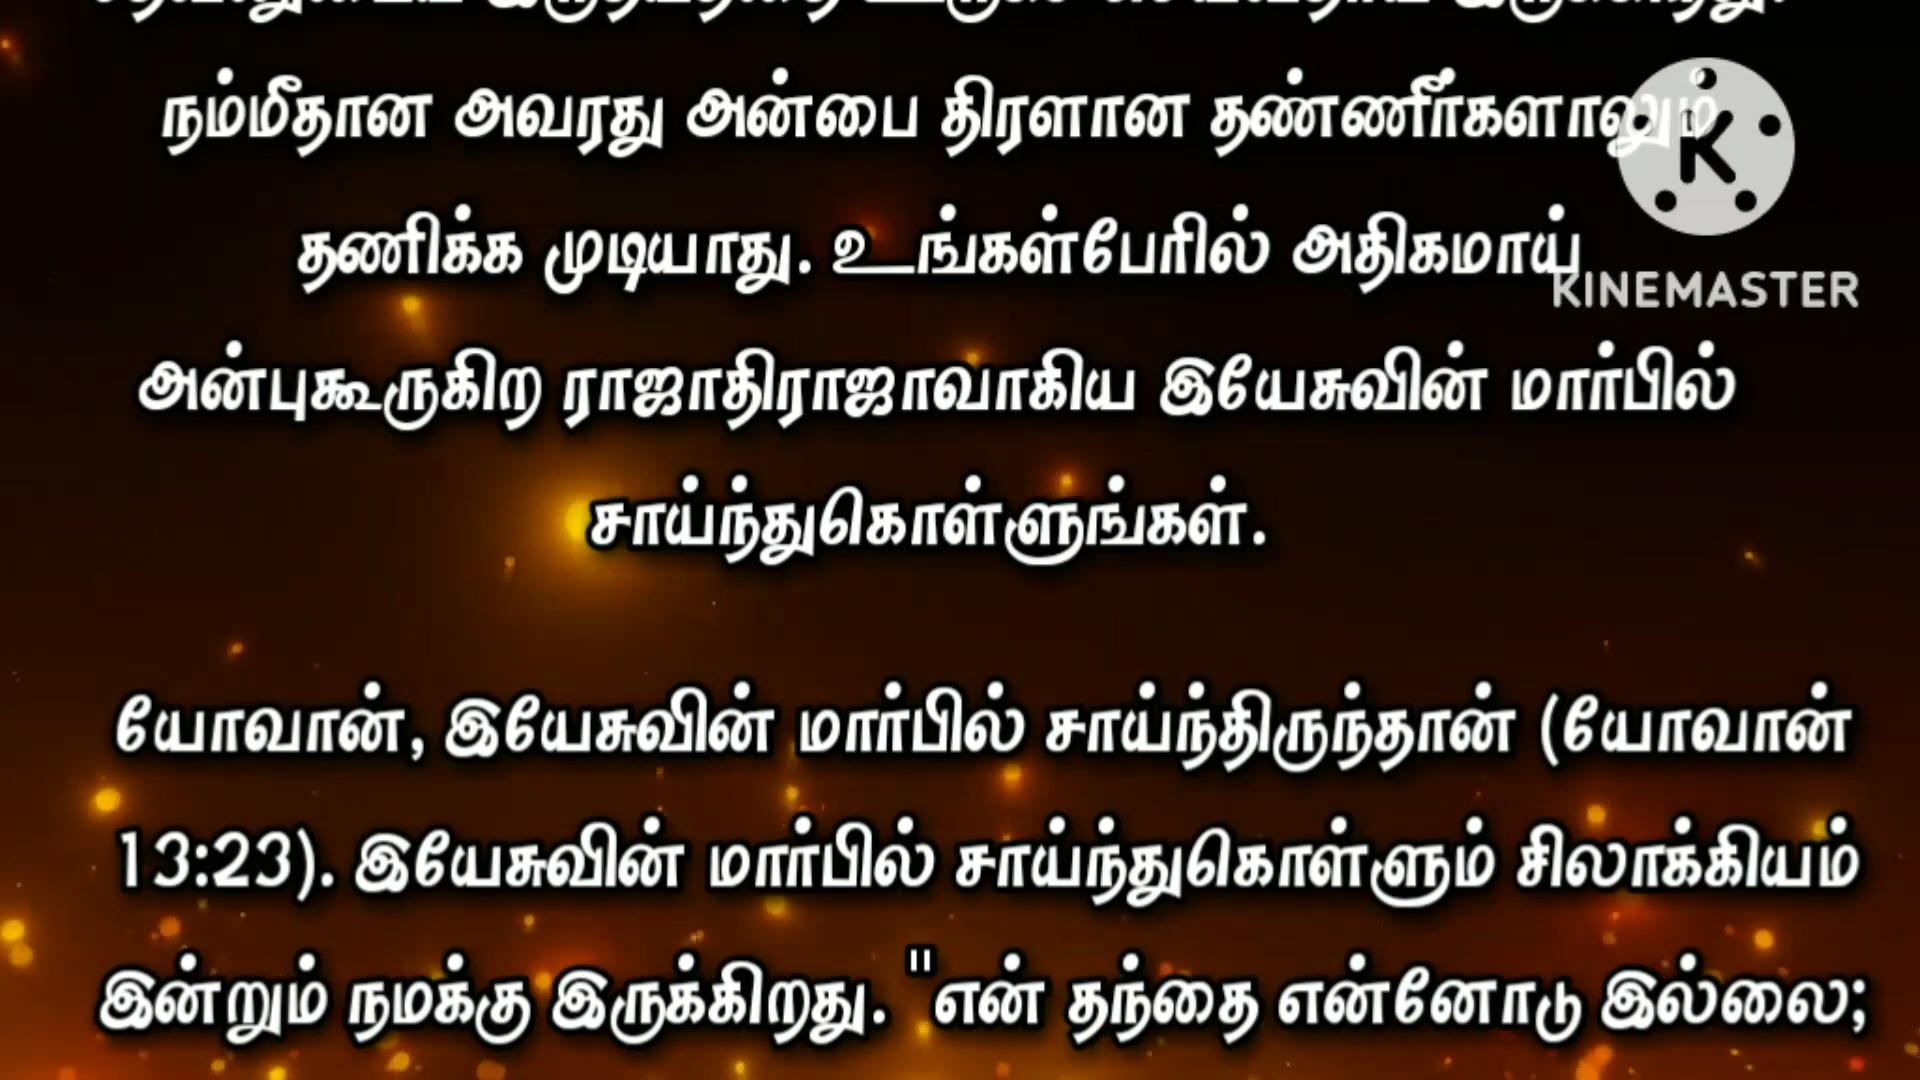 நம்மீதான அவரது அன்பை திரளான தண்ணீர்களாலும்
தணிக்க முடியாது. உங்கள்பேரில் அதிகமாய்
KINEMASTER
அன்புகூருகிற ராஜாதிராஜாவாகிய இயேசுவின் மார்பில்
சாய்ந்துகொள்ளுங்கள்.
யோவான், இயேசுவின் மார்பில் சாய்ந்திருந்தான் (யோவான்
13:23). இயேசுவின் மார்பில் சாய்ந்துகொள்ளும் சிலாக்கியம்
இன்றும் நமக்கு இருக்கிறது. "என் தந்தை என்னோடு இல்லை;